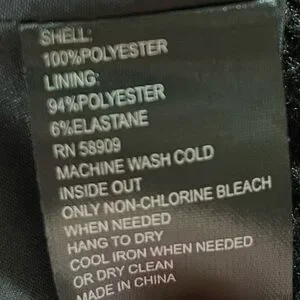 SHELL:
100%POLYESTER
LINING:
94%POLYESTER
6%ELASTANE
RN 58909
MACHINE WASH COLD
INSIDE OUT
ONLY NON-CHLORINE BLEACH
WHEN NEEDED
HANG TO DRY
COOL IRON WHEN NEEDED
OR DRY CLEAN
MADE IN CHINA